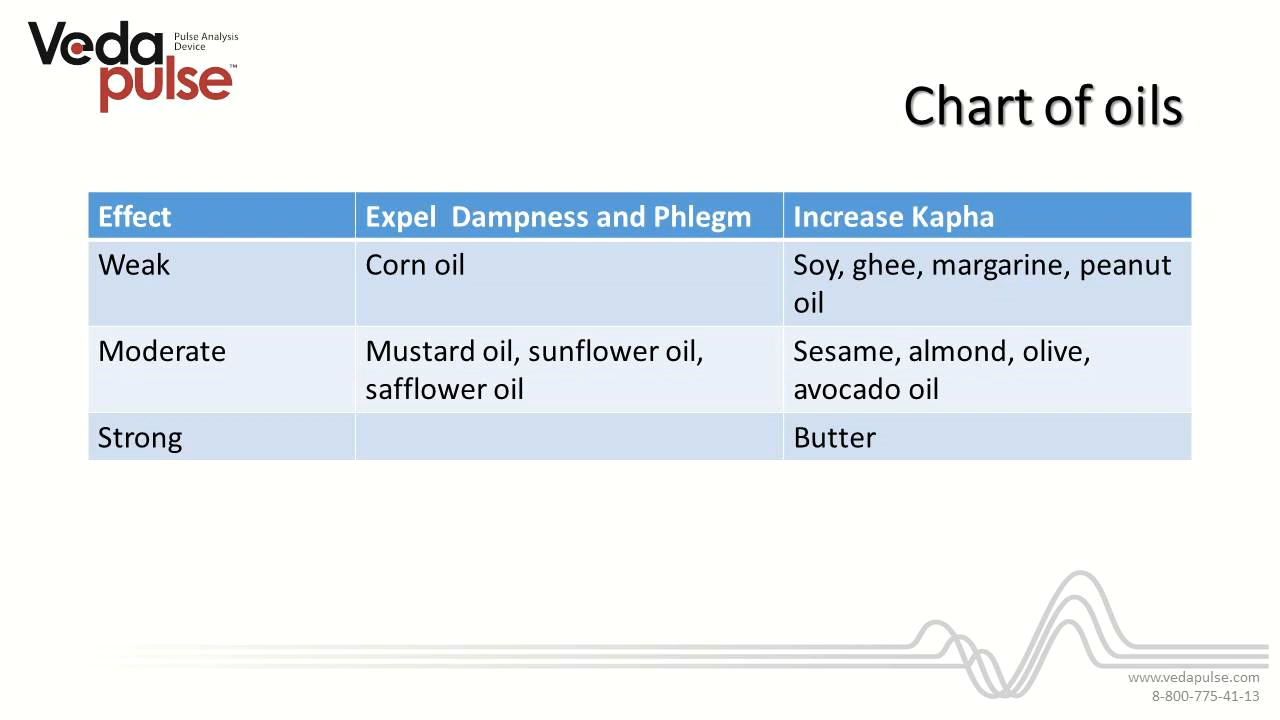 Veda
Pulse Analysis
Device
pulse™
Chart of oils
Effect Expel Dampness and Phlegm Increase Kapha
Weak Corn oil Soy, ghee, margarine, peanut
oil
Moderate Mustard oil, sunflower oil, Sesame, almond, olive,
safflower oil avocado oil
Strong Butter
www.vedapulse.com
8-800-775-41-13